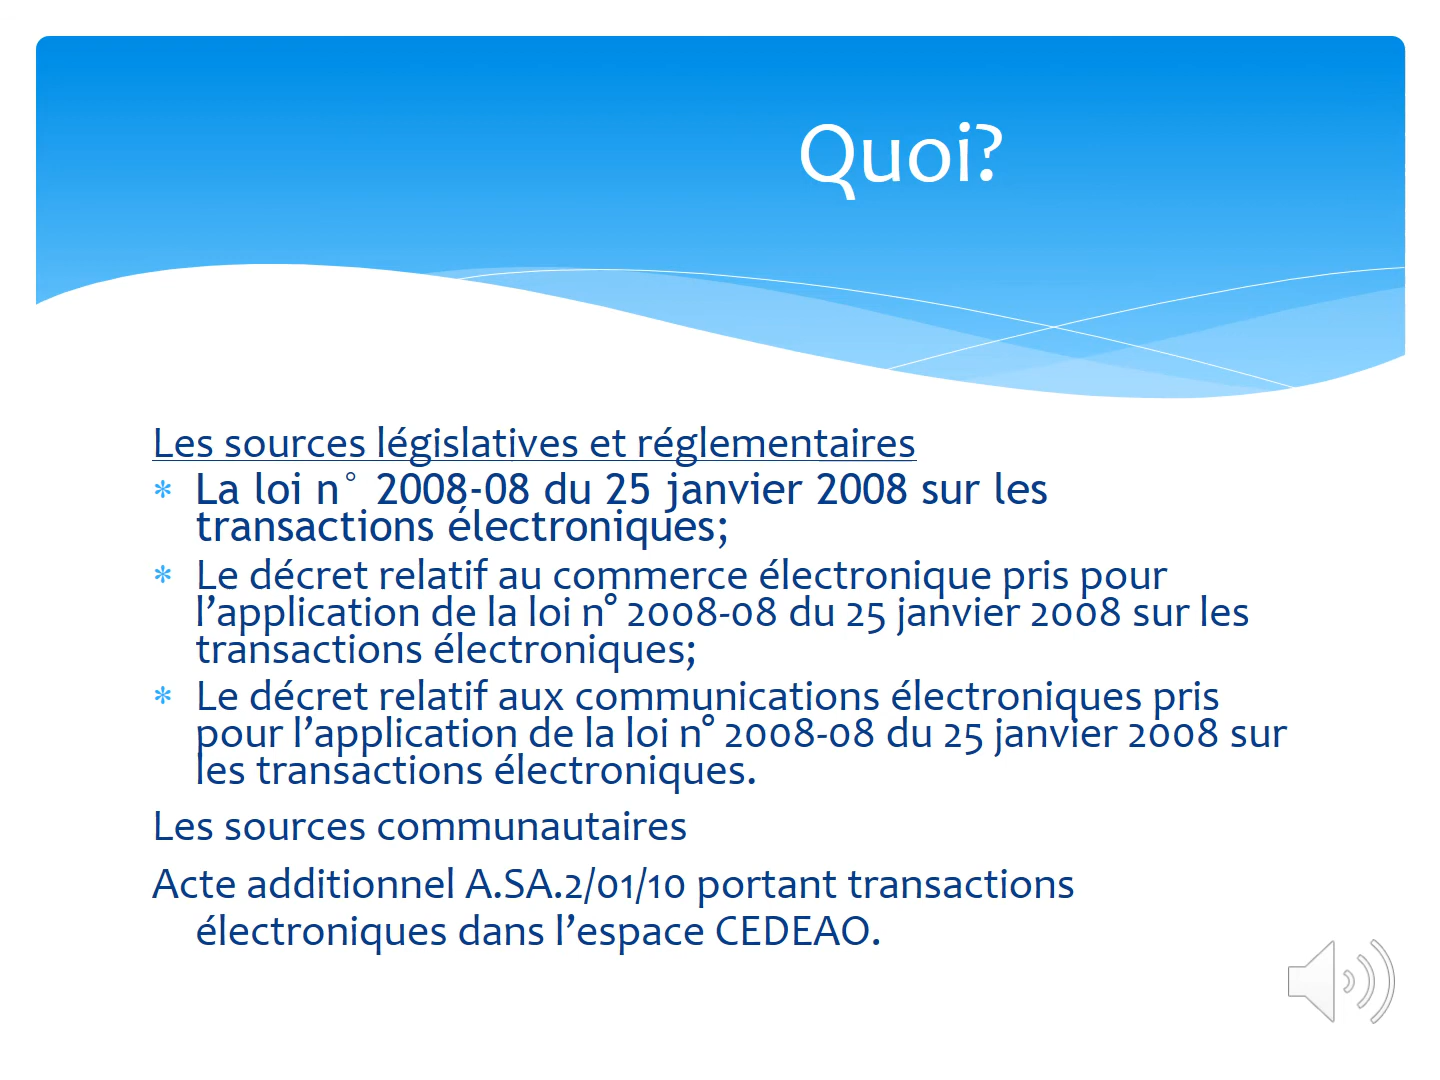 Quoi?
Les sources législatives et réglementaires
* La loi n° 2008-08 du 25 janvier 2008 sur les
transactions électroniques;
* Le décret relatif au commerce électronique pris pour
l’application de la loi n° 2008-08 du 25 janvier 2008 sur les
transactions électroniques;
* Le décret relatif aux communications électroniques pris
pour l’application de la loi n° 2008-08 du 25 janvier 2008 sur
les transactions électroniques.
Les sources communautaires
Acte additionnel A.SA.2/01/10 portant transactions
électroniques dans l’espace CEDEAO.